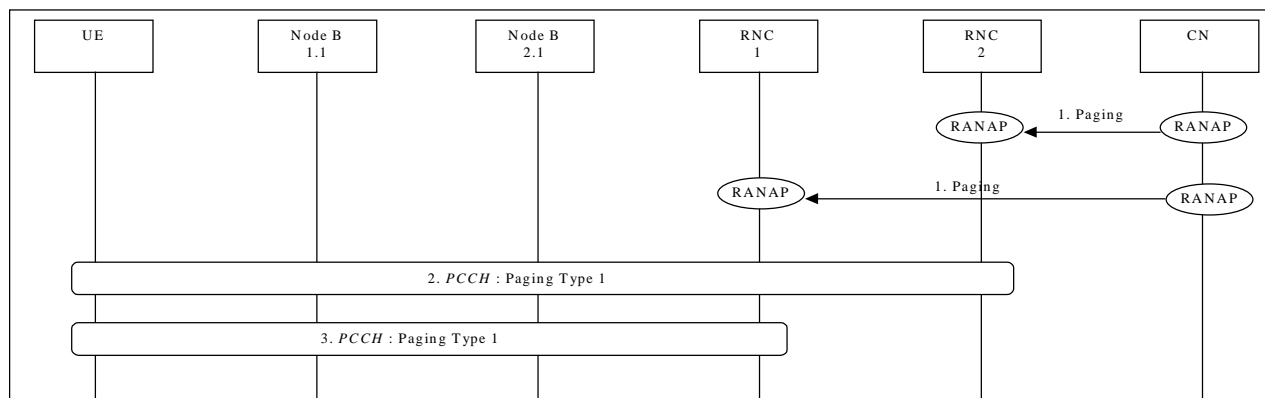 UE
Node B
1.1
Node B
2.1
RNC
1
RNC
2
CN
1. Paging
RANAP
RANAP
1. Paging
RANAP
RANAP
2. PCCH : Paging Type 1
3. PCCH : Paging Type 1